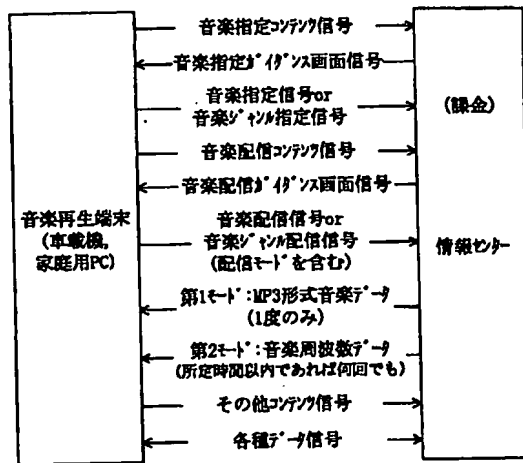 音楽指定ｺﾝﾃﾝﾂ信号
音楽指定ｶﾞｲﾀﾞﾝｽ画面信号
音楽指定信号or
音楽ｼﾞｬﾝﾙ指定信号
(課金)
音楽配信ｺﾝﾃﾝﾂ信号
音楽配信ｶﾞｲﾀﾞﾝｽ画面信号
音楽再生端末
(車載機,
家庭用PC)
音楽配信信号or
音楽ｼﾞｬﾝﾙ配信信号
(配信ﾓｰﾄﾞを含む)
情報ｾﾝﾀｰ
第1ﾓｰﾄﾞ:MP3形式音楽ﾃﾞｰﾀ
(1度のみ)
第2ﾓｰﾄﾞ:音楽周波数ﾃﾞｰﾀ
(所定時間以内であれば何回でも)
その他ｺﾝﾃﾝﾂ信号
各種ﾃﾞｰﾀ信号